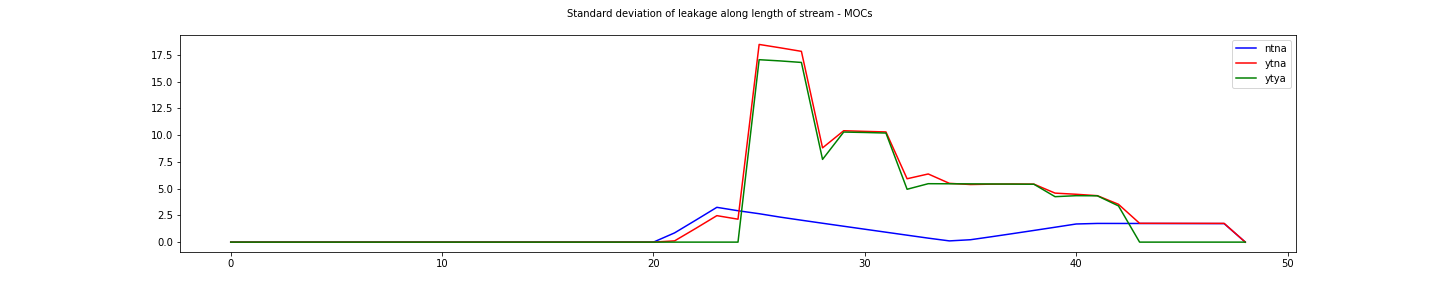 Standard deviation of leakage along length of stream - MOCs
17.5
15.0
12.5
10.0
7.5
5.0
2.5
0.0
0 10 20 30 40 50
ntna
ytna
ytya